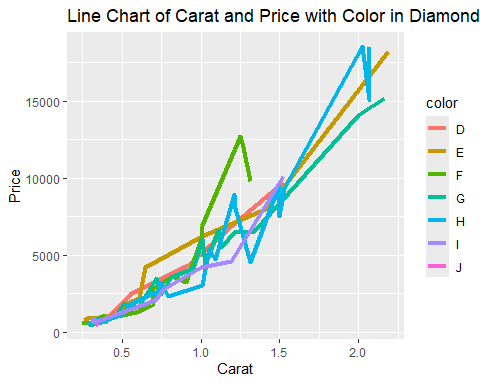 Line Chart of Carat and Price with Color in Diamond
Price
15000
10000
5000
0
0.5 1.0 1.5 2.0
Carat
color
D
E
F
G
H
I
J